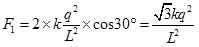 F₁ = 2×k q²/L² ×cos30° = √3kq²/L²